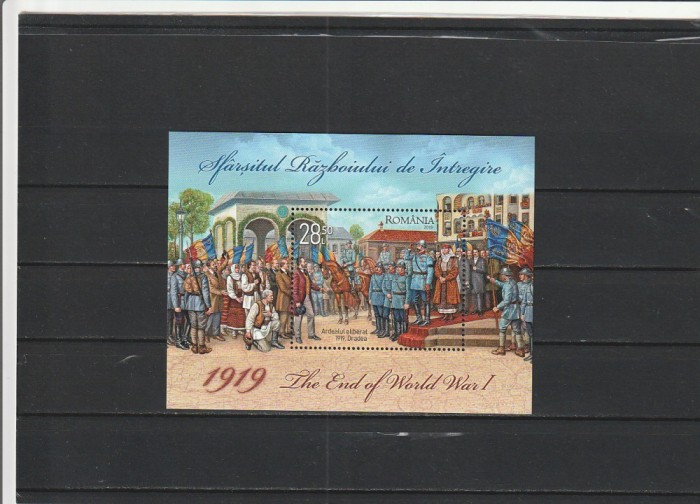 Sfârșitul Războiului de Întregire
ROMÂNIA
28.50 L
Ardealul eliberat
1919, Oradea
1919 The End of World War I